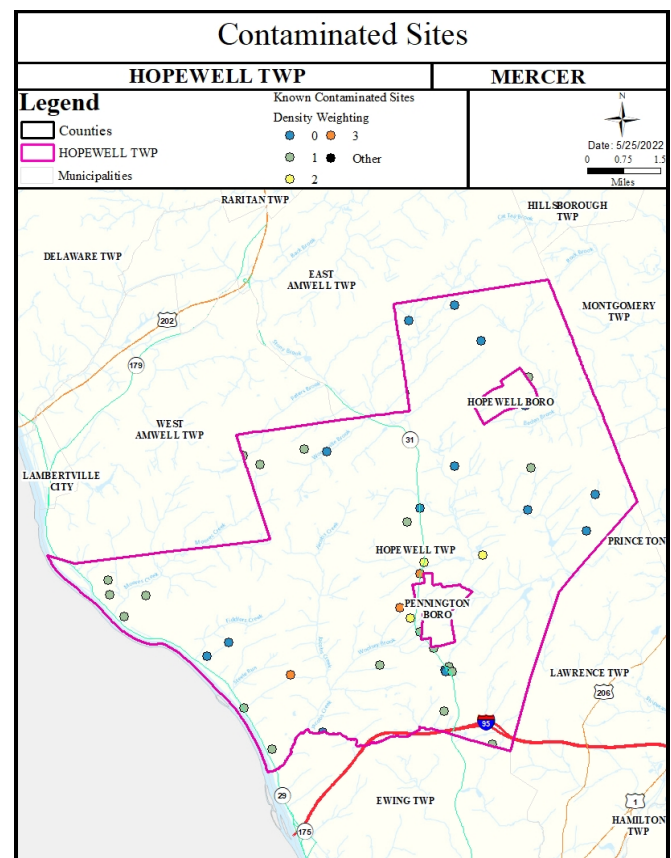 Contaminated Sites
HOPEWELL TWP
MERCER
Legend
Counties
HOPEWELL TWP
Municipalities
Known Contaminated Sites
Density Weighting
0 3
1 Other
2
N
Date: 5/25/2022
0 0.75 1.5
Miles
RARITAN TWP
HILLSBOROUGH
TWP
DELAWARE TWP
EAST
AMWELL TWP
MONTGOMERY
TWP
202
179
HOPEWELL BORO
WEST
AMWELL TWP
31
LAMBERTVILLE
CITY
PRINCETON
HOPEWELL TWP
PENNINGTON
BORO
LAWRENCE TWP
206
95
29
EWING TWP
1
175
HAMILTON
TWP